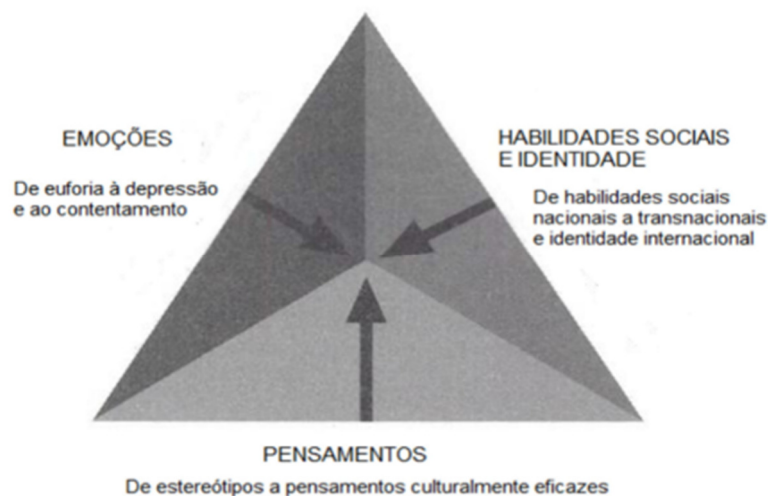 EMOÇÕES
De euforia à depressão
e ao contentamento
HABILIDADES SOCIAIS
E IDENTIDADE
De habilidades sociais
nacionais a transnacionais
e identidade internacional
PENSAMENTOS
De estereótipos a pensamentos culturalmente eficazes